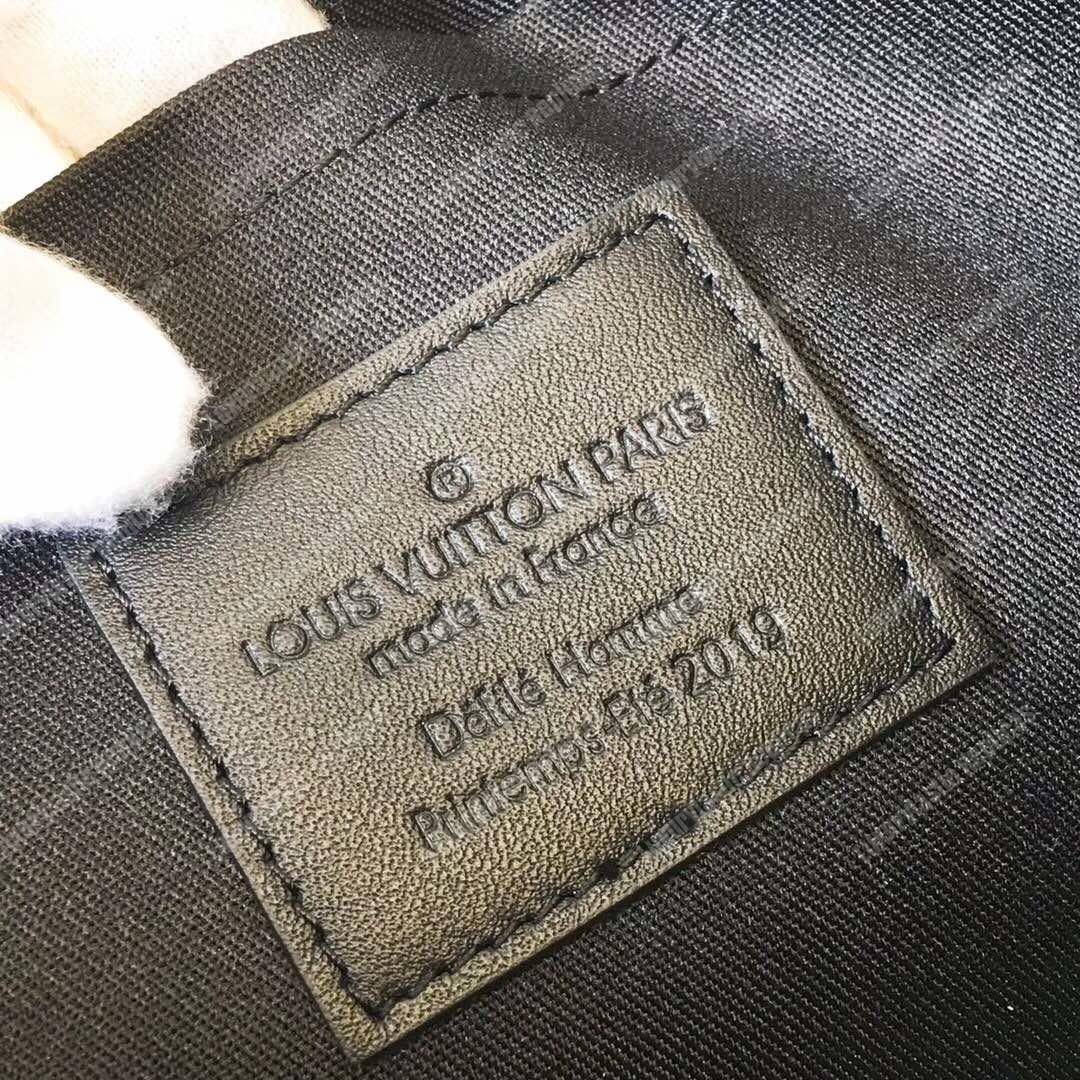 ®
LOUIS VUITTON PARIS
made in France
Défilé Homme
Printemps-Été 2019